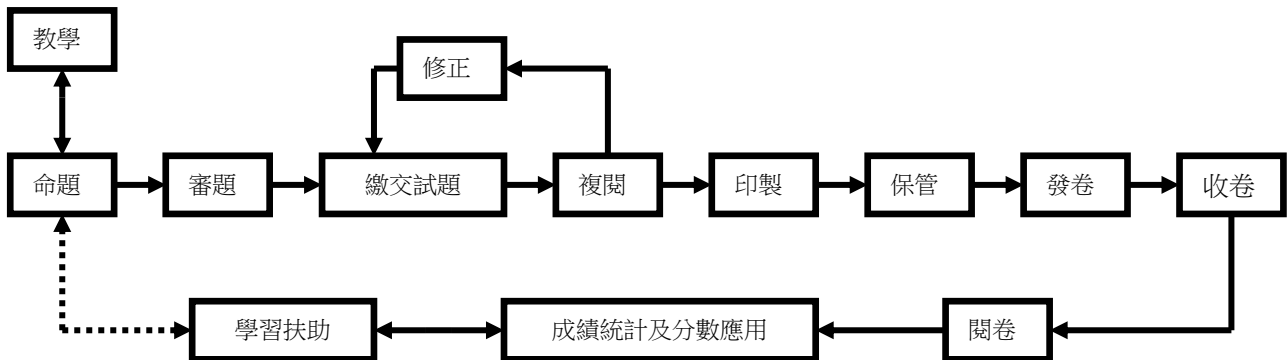 教學
修正
命題
審題
繳交試題
複閱
印製
保管
發卷
收卷
學習扶助
成績統計及分數應用
閱卷